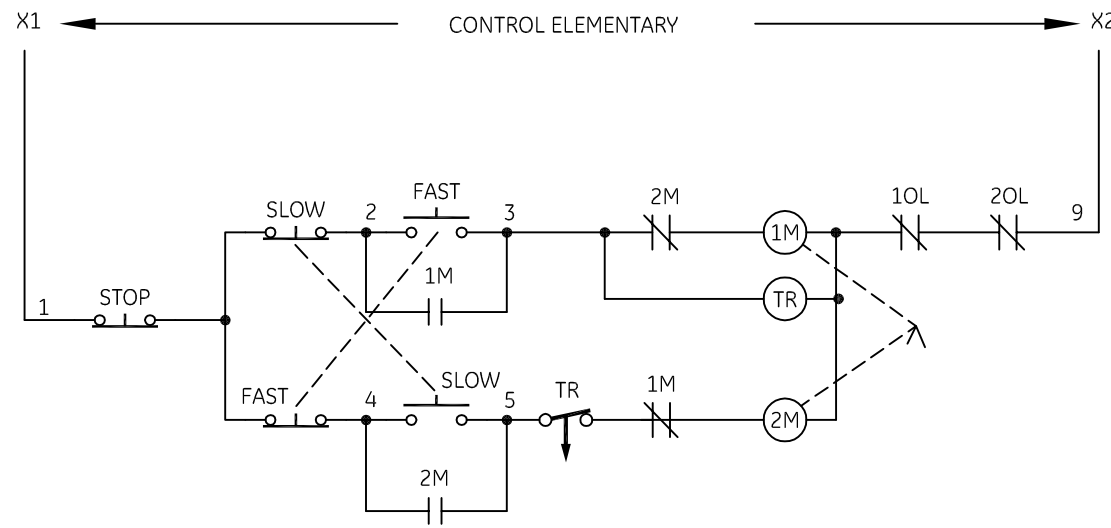 X1 CONTROL ELEMENTARY X2
FAST 2M 1OL 2OL
SLOW 2 3 1M 9
1M
1 STOP TR
FAST 4 SLOW 5 TR 1M
2M
2M